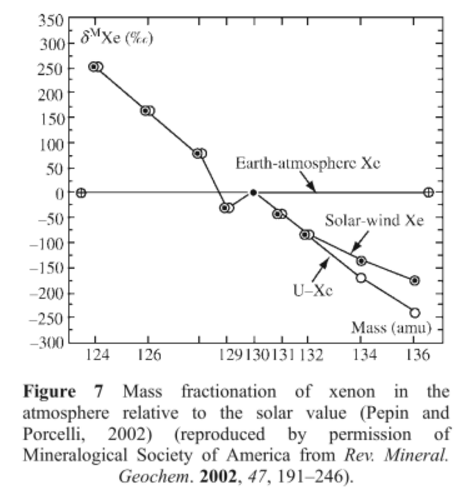 350
300
250
200
150
100
50
0
−50
−100
−150
−200
−250
−300
δᴹXe (‰)
Earth-atmosphere Xe
Solar-wind Xe
U–Xe
Mass (amu)
124 126 129 130 131 132 134 136
Figure 7 Mass fractionation of xenon in the
atmosphere relative to the solar value (Pepin and
Porcelli, 2002) (reproduced by permission of
Mineralogical Society of America from Rev. Mineral.
Geochem. 2002, 47, 191–246).